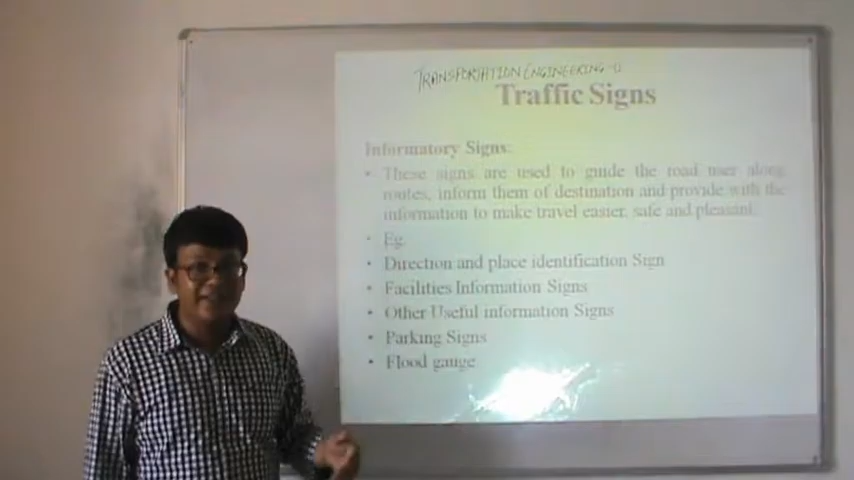 TRANSPORTATION ENGINEERING-II
Traffic Signs
Informatory Signs:
• These signs are used to guide the road user along
routes, inform them of destination and provide with the
information to make travel easier, safe and pleasant.
• Eg.
• Direction and place identification Sign
• Facilities Information Signs
• Other Useful information Signs
• Parking Signs
• Flood gauge